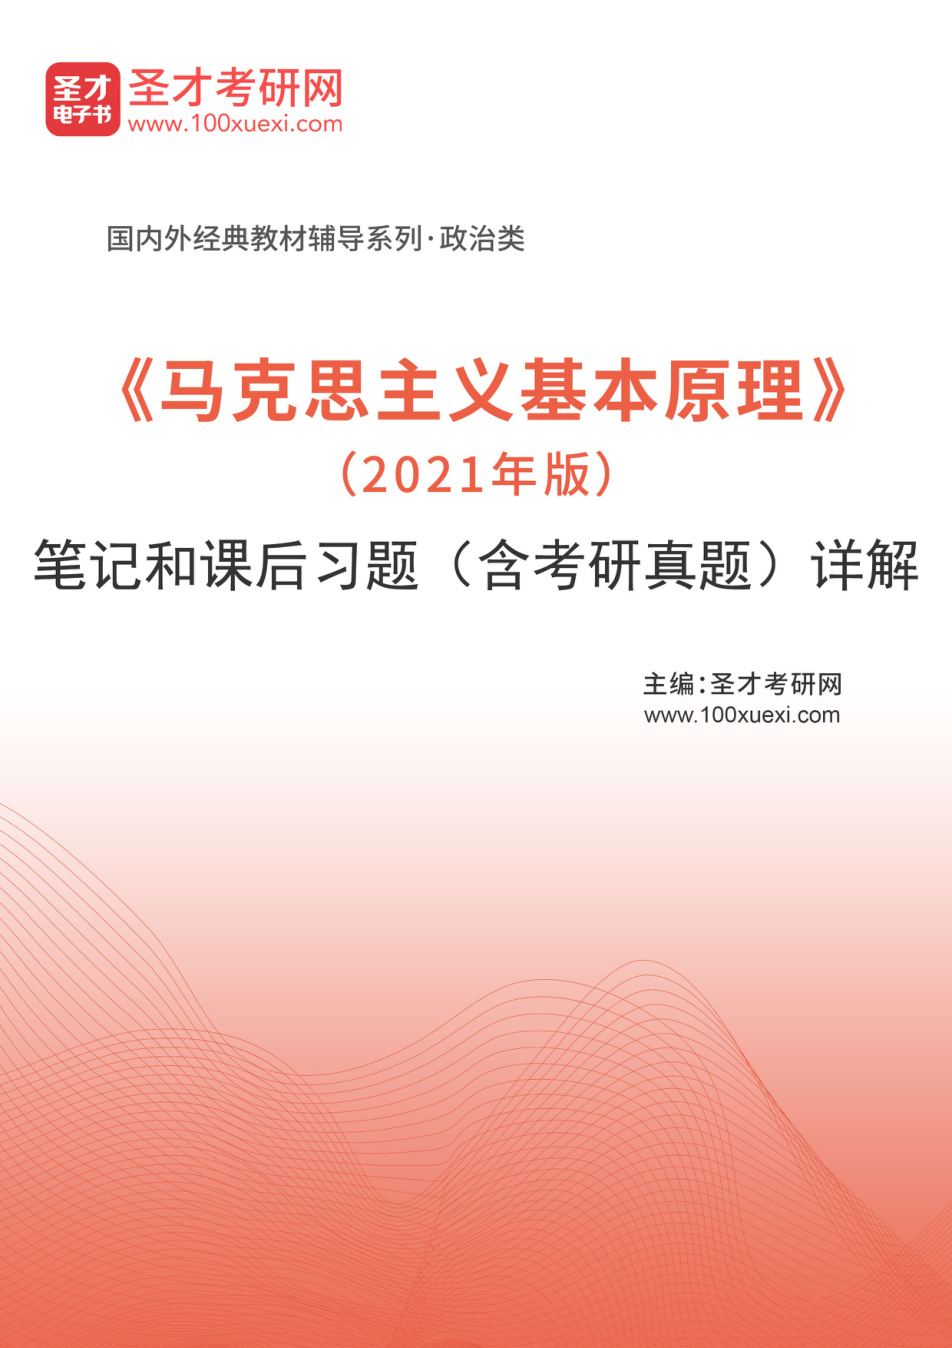 圣才
电子书
圣才考研网
www.100xuexi.com
国内外经典教材辅导系列·政治类
《马克思主义基本原理》
（2021年版）
笔记和课后习题（含考研真题）详解
主编：圣才考研网
www.100xuexi.com